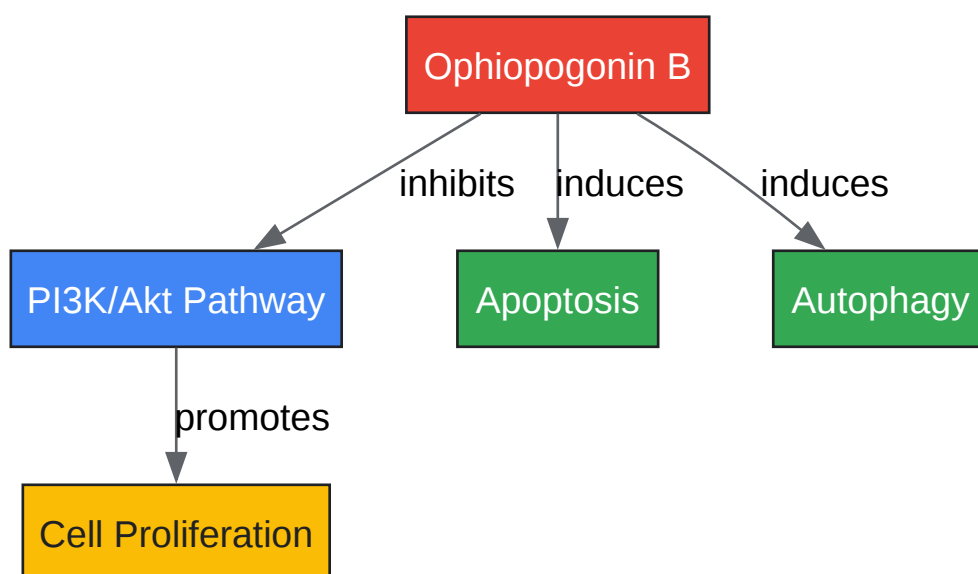 Ophiopogonin B
inhibits
induces
induces
PI3K/Akt Pathway
Apoptosis
Autophagy
promotes
Cell Proliferation